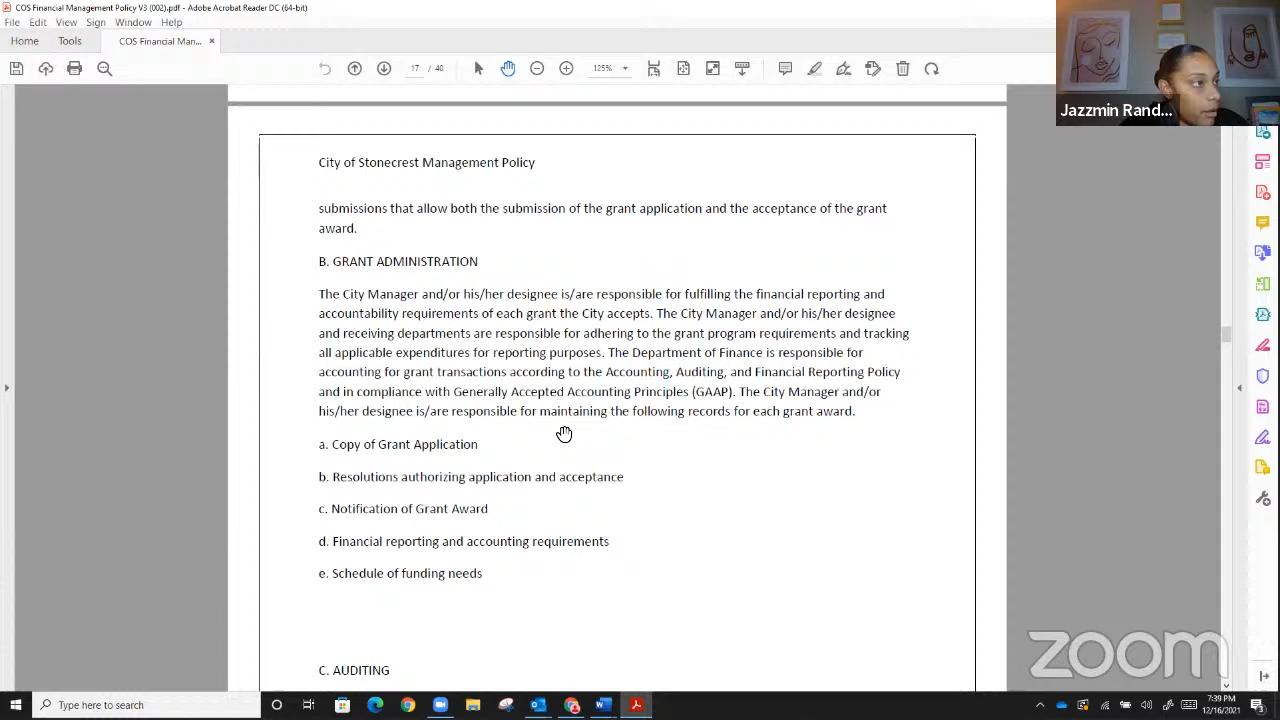 COS Financial Management Policy V3 (002).pdf - Adobe Acrobat Reader DC (64-bit)
File Edit View Sign Window Help
Home Tools COS Financial Man... ×
17 / 40 125%
Jazzmin Rand...
City of Stonecrest Management Policy
submissions that allow both the submission of the grant application and the acceptance of the grant
award.
B. GRANT ADMINISTRATION
The City Manager and/or his/her designee is/are responsible for fulfilling the financial reporting and
accountability requirements of each grant the City accepts. The City Manager and/or his/her designee
and receiving departments are responsible for adhering to the grant program requirements and tracking
all applicable expenditures for reporting purposes. The Department of Finance is responsible for
accounting for grant transactions according to the Accounting, Auditing, and Financial Reporting Policy
and in compliance with Generally Accepted Accounting Principles (GAAP). The City Manager and/or
his/her designee is/are responsible for maintaining the following records for each grant award.
a. Copy of Grant Application
b. Resolutions authorizing application and acceptance
c. Notification of Grant Award
d. Financial reporting and accounting requirements
e. Schedule of funding needs
C. AUDITING
zoom
Type here to search
7:39 PM
12/16/2021